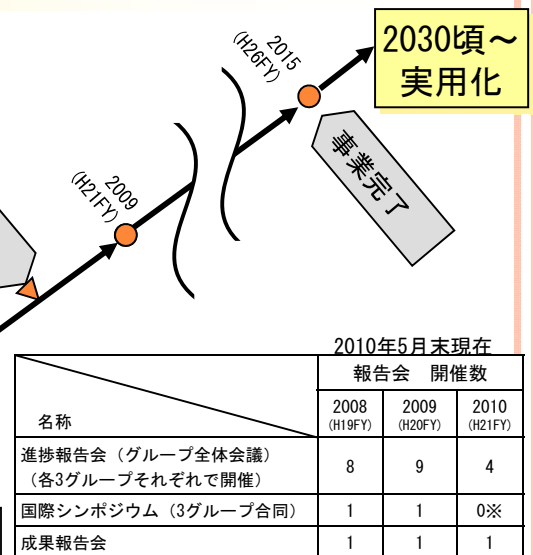 2030頃～
実用化
2015
(H26FY)
事業完了
2009
(H21FY)
2010年5月末現在
報告会　開催数
名称
2008
(H19FY)
2009
(H20FY)
2010
(H21FY)
進捗報告会（グループ全体会議）
（各3グループそれぞれで開催）
8
9
4
国際シンポジウム（3グループ合同）
1
1
0※
成果報告会
1
1
1